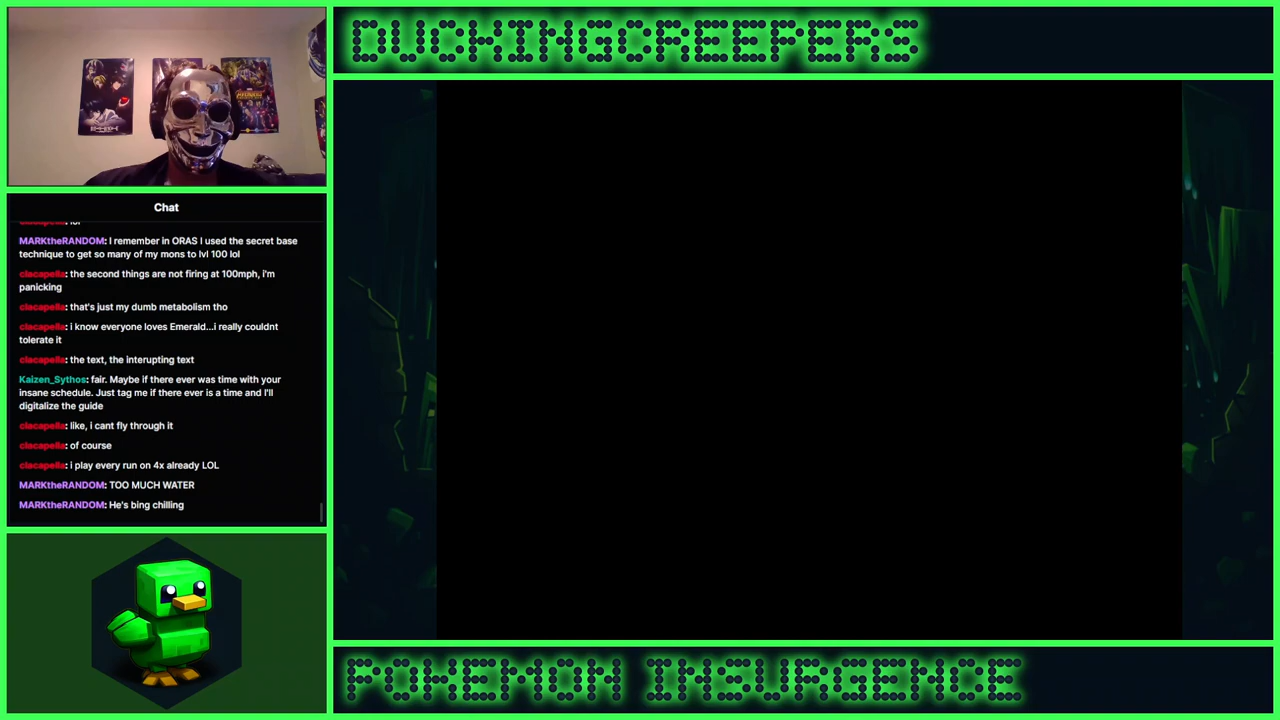 DUCKINGCREEPERS
Chat
MARKtheRANDOM: I remember in ORAS I used the secret base
technique to get so many of my mons to lvl 100 lol
clacapella: the second things are not firing at 100mph, i'm
panicking
clacapella: that's just my dumb metabolism tho
clacapella: i know everyone loves Emerald...i really couldnt
tolerate it
clacapella: the text, the interupting text
Kaizen_Sythos: fair. Maybe if there ever was time with your
insane schedule. Just tag me if there ever is a time and I'll
digitalize the guide
clacapella: like, i cant fly through it
clacapella: of course
clacapella: i play every run on 4x already LOL
MARKtheRANDOM: TOO MUCH WATER
MARKtheRANDOM: He's bing chilling
POKEMON INSURGENCE